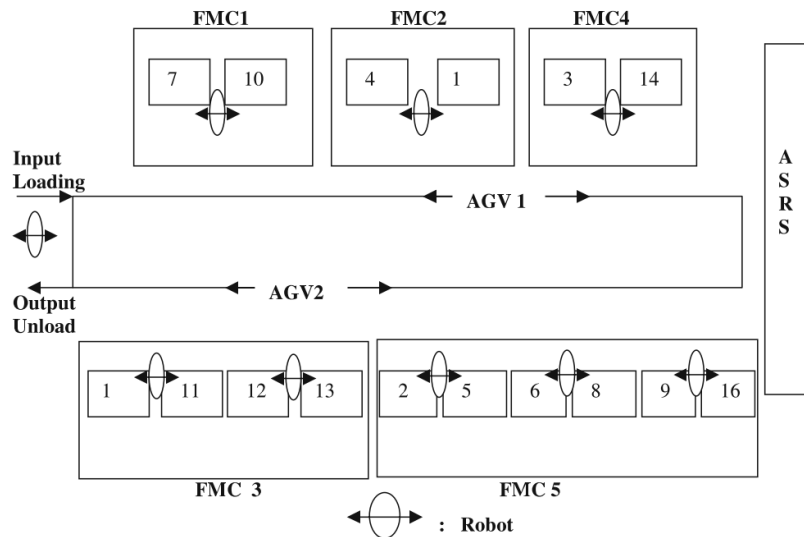 FMC1 FMC2 FMC4
7 10 4 1 3 14
A
S
R
S
Input
Loading
AGV 1
AGV2
Output
Unload
1 11 12 13 2 5 6 8 9 16
FMC 3 FMC 5
: Robot